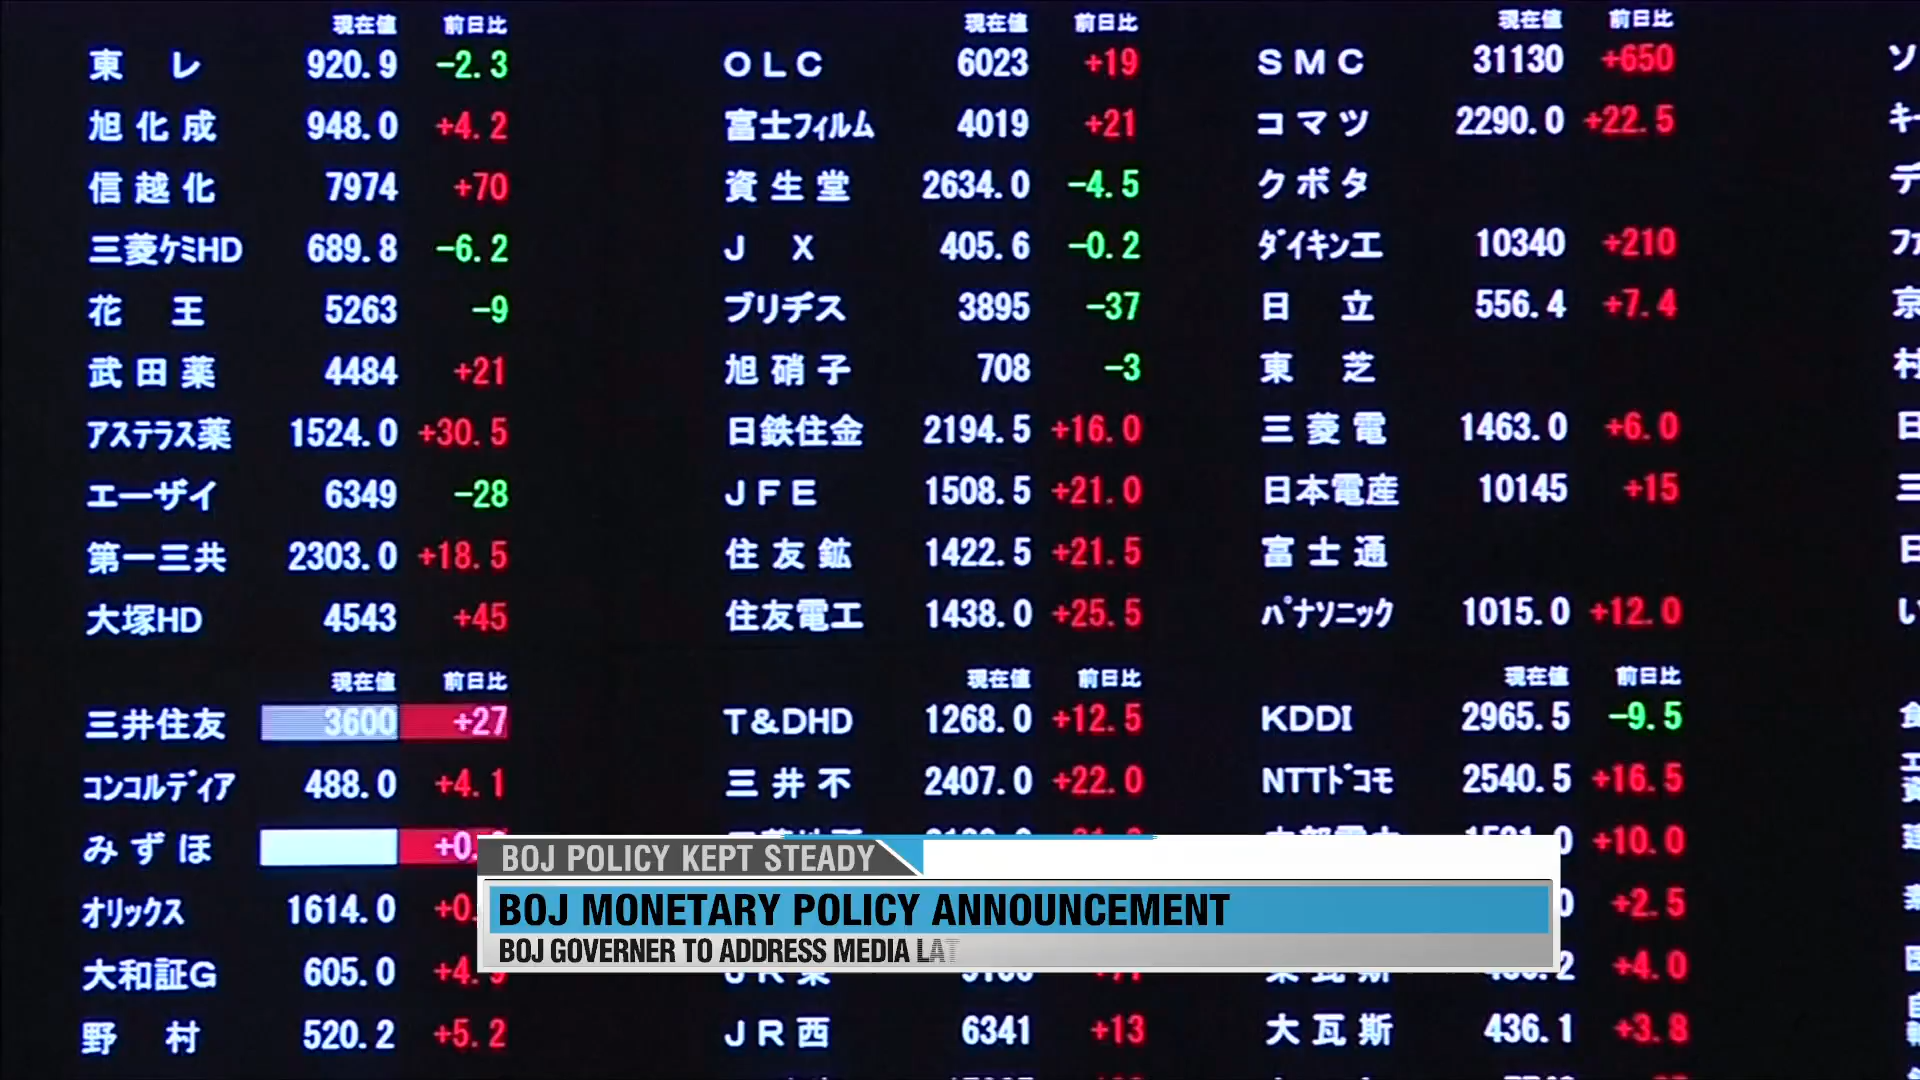 現在値 前日比 現在値 前日比 現在値 前日比
東レ 920.9 -2.3 OLC 6023 +19 SMC 31130 +650
旭化成 948.0 +4.2 富士フィルム 4019 +21 コマツ 2290.0 +22.5
信越化 7974 +70 資生堂 2634.0 -4.5 クボタ
三菱ケミHD 689.8 -6.2 JX 405.6 -0.2 ダイキン工 10340 +210
花王 5263 -9 ブリヂス 3895 -37 日立 556.4 +7.4
武田薬 4484 +21 旭硝子 708 -3 東芝
アステラス薬 1524.0 +30.5 日鉄住金 2194.5 +16.0 三菱電 1463.0 +6.0
エーザイ 6349 -28 JFE 1508.5 +21.0 日本電産 10145 +15
第一三共 2303.0 +18.5 住友鉱 1422.5 +21.5 富士通
大塚HD 4543 +45 住友電工 1438.0 +25.5 パナソニック 1015.0 +12.0
現在値 前日比 現在値 前日比 現在値 前日比
三井住友 3600 +27 T&DHD 1268.0 +12.5 KDDI 2965.5 -9.5
コンコルディア 488.0 +4.1 三井不 2407.0 +22.0 NTTドコモ 2540.5 +16.5
みずほ +0. +10.0
オリックス 1614.0 +0. +2.5
大和証G 605.0 +4. +4.0
野村 520.2 +5.2 JR西 6341 +13 大瓦斯 436.1 +3.8
BOJ POLICY KEPT STEADY
BOJ MONETARY POLICY ANNOUNCEMENT
BOJ GOVERNER TO ADDRESS MEDIA LAT